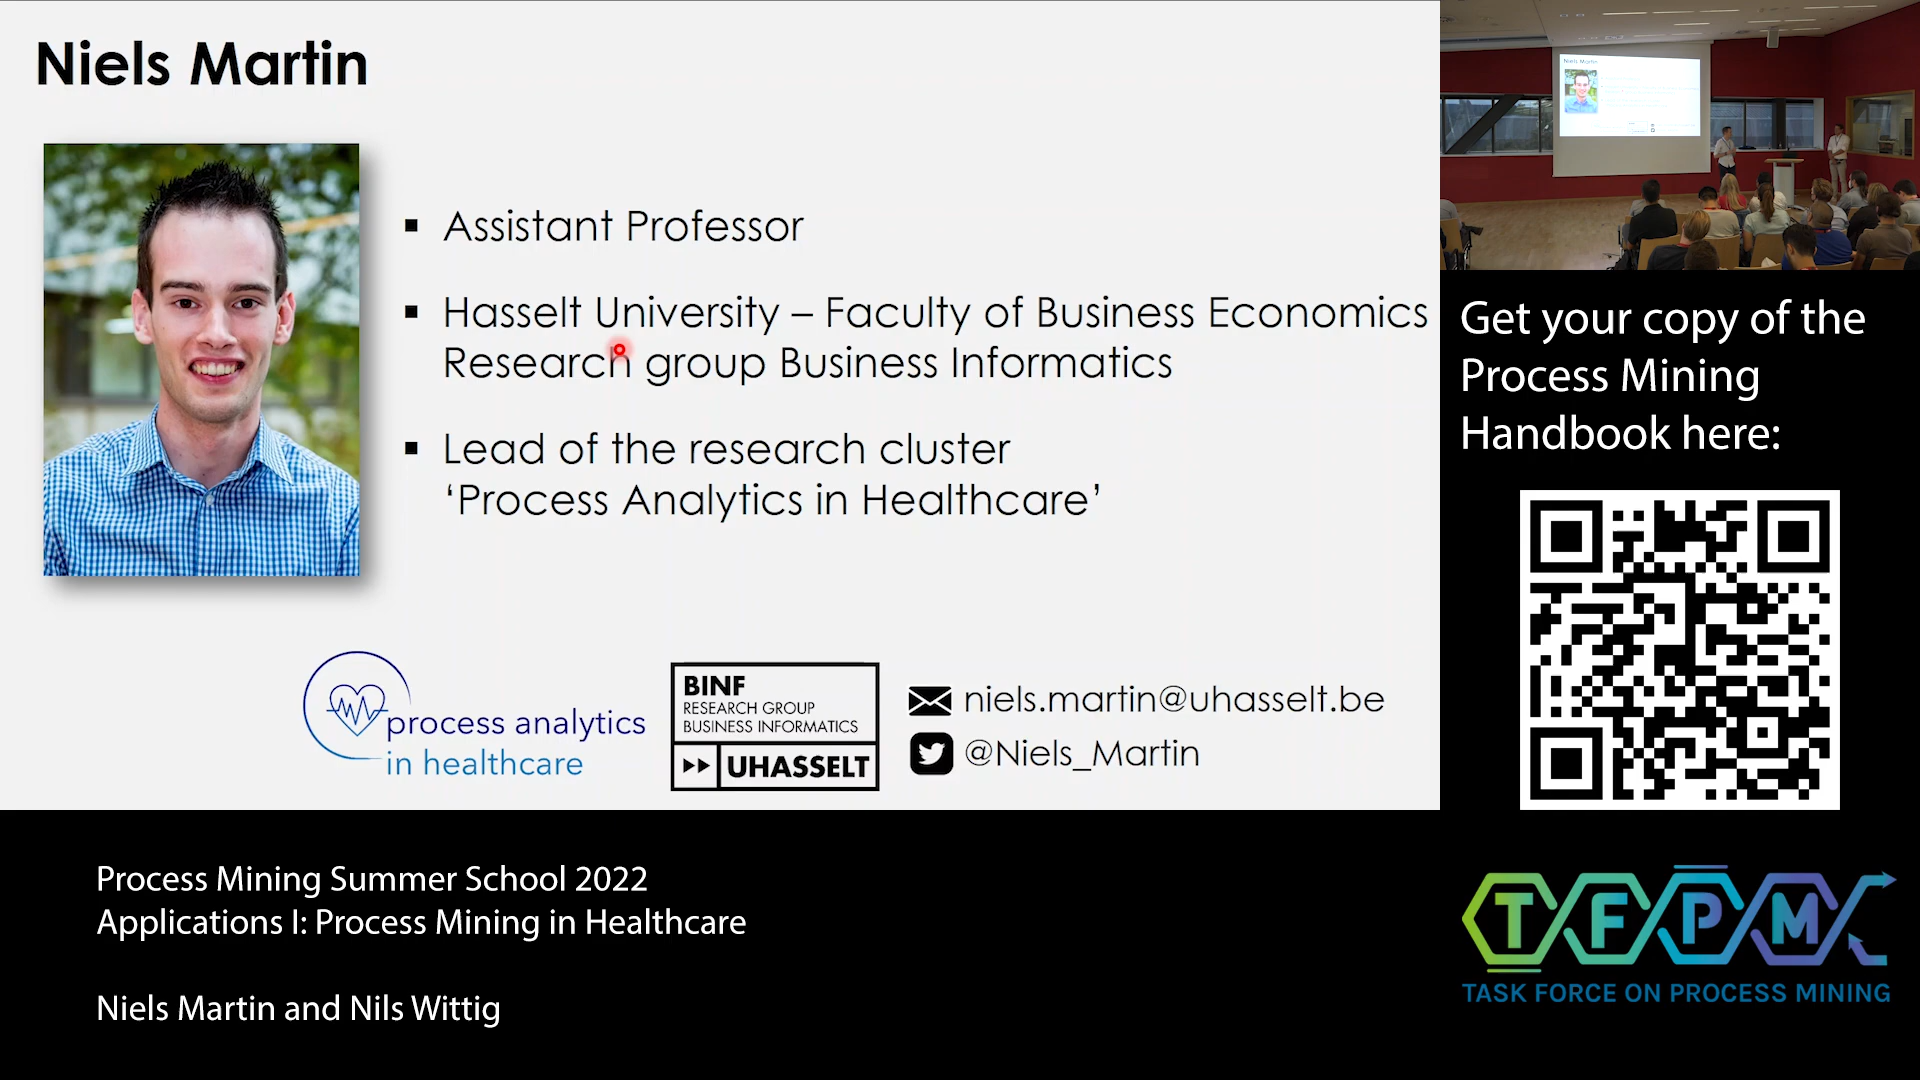 Niels Martin
Assistant Professor
Hasselt University – Faculty of Business Economics
Research group Business Informatics
Lead of the research cluster
‘Process Analytics in Healthcare’
process analytics
in healthcare
BINF
RESEARCH GROUP
BUSINESS INFORMATICS
UHASSELT
niels.martin@uhasselt.be
@Niels_Martin
Niels Martin
Get your copy of the
Process Mining
Handbook here:
TFPM
TASK FORCE ON PROCESS MINING
Process Mining Summer School 2022
Applications I: Process Mining in Healthcare
Niels Martin and Nils Wittig